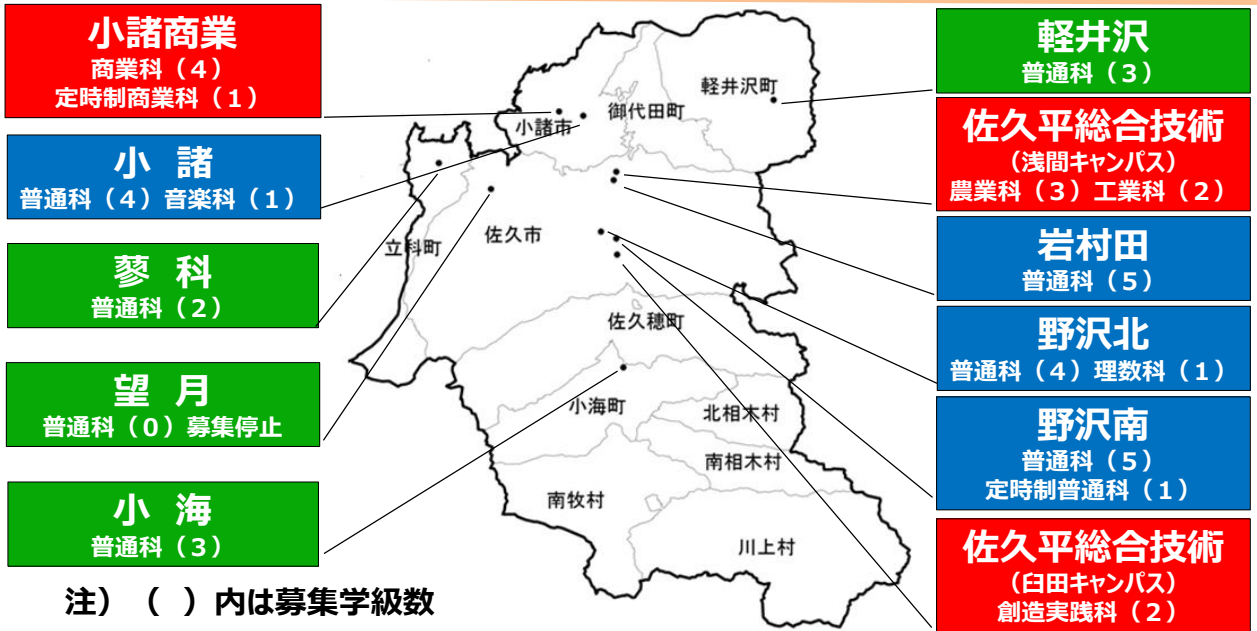 小諸商業
商業科（4）
定時制商業科（1）
小 諸
普通科（4）音楽科（1）
蓼 科
普通科（2）
望 月
普通科（0）募集停止
小 海
普通科（3）
注）（ ）内は募集学級数
軽井沢町
御代田町
小諸市
立科町
佐久市
佐久穂町
小海町
北相木村
南相木村
南牧村
川上村
軽井沢
普通科（3）
佐久平総合技術
（浅間キャンパス）
農業科（3）工業科（2）
岩村田
普通科（5）
野沢北
普通科（4）理数科（1）
野沢南
普通科（5）
定時制普通科（1）
佐久平総合技術
（臼田キャンパス）
創造実践科（2）